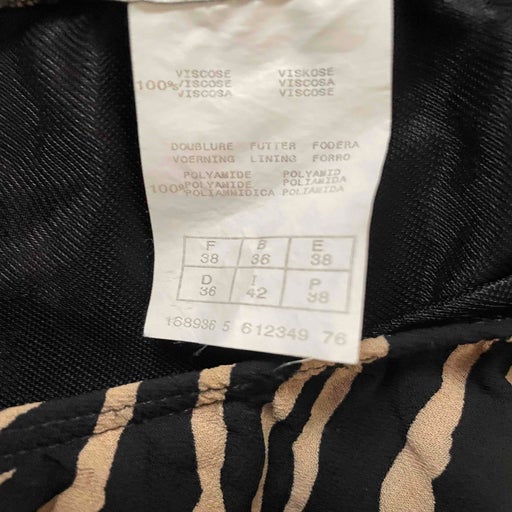 VISCOSE VISKOSE
100% VISCOSE VISCOSA
VISCOSA VISCOSE
DOUBLURE FUTTER FODERA
VOERNING LINING FORRO
POLYAMIDE POLYAMID
100% POLYAMIDE POLIAMIDA
POLIAMMIDICA POLIAMIDA
F B E
38 36 38
D I P
36 42 38
168936 5 612349 76